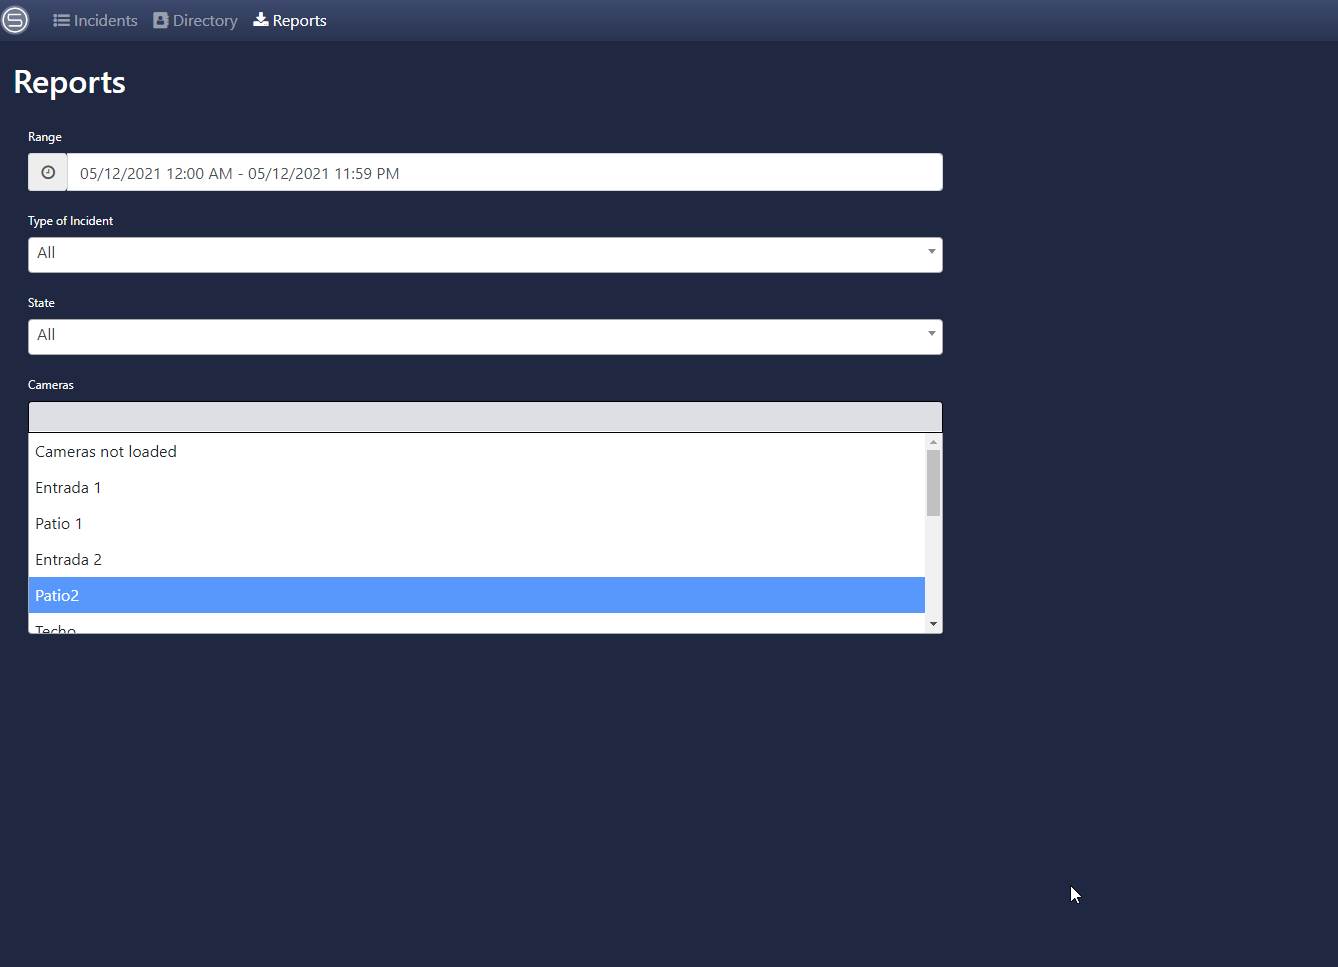 Incidents Directory Reports
Reports
Range
05/12/2021 12:00 AM - 05/12/2021 11:59 PM
Type of Incident
All
State
All
Cameras
Cameras not loaded
Entrada 1
Patio 1
Entrada 2
Patio2
Techo